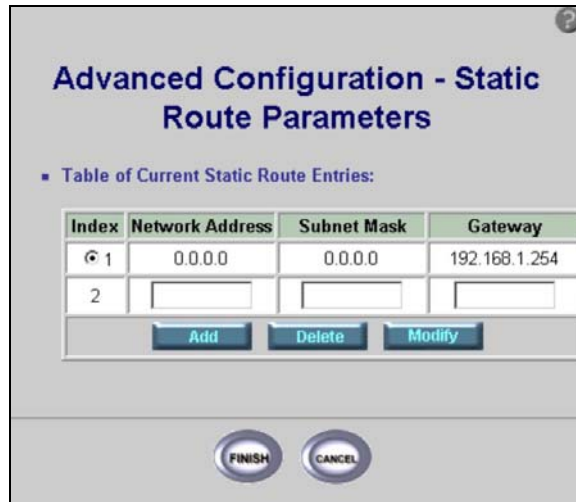 ?
Advanced Configuration - Static
Route Parameters
Table of Current Static Route Entries:
Index Network Address Subnet Mask Gateway
1 0.0.0.0 0.0.0.0 192.168.1.254
2
Add Delete Modify
FINISH CANCEL